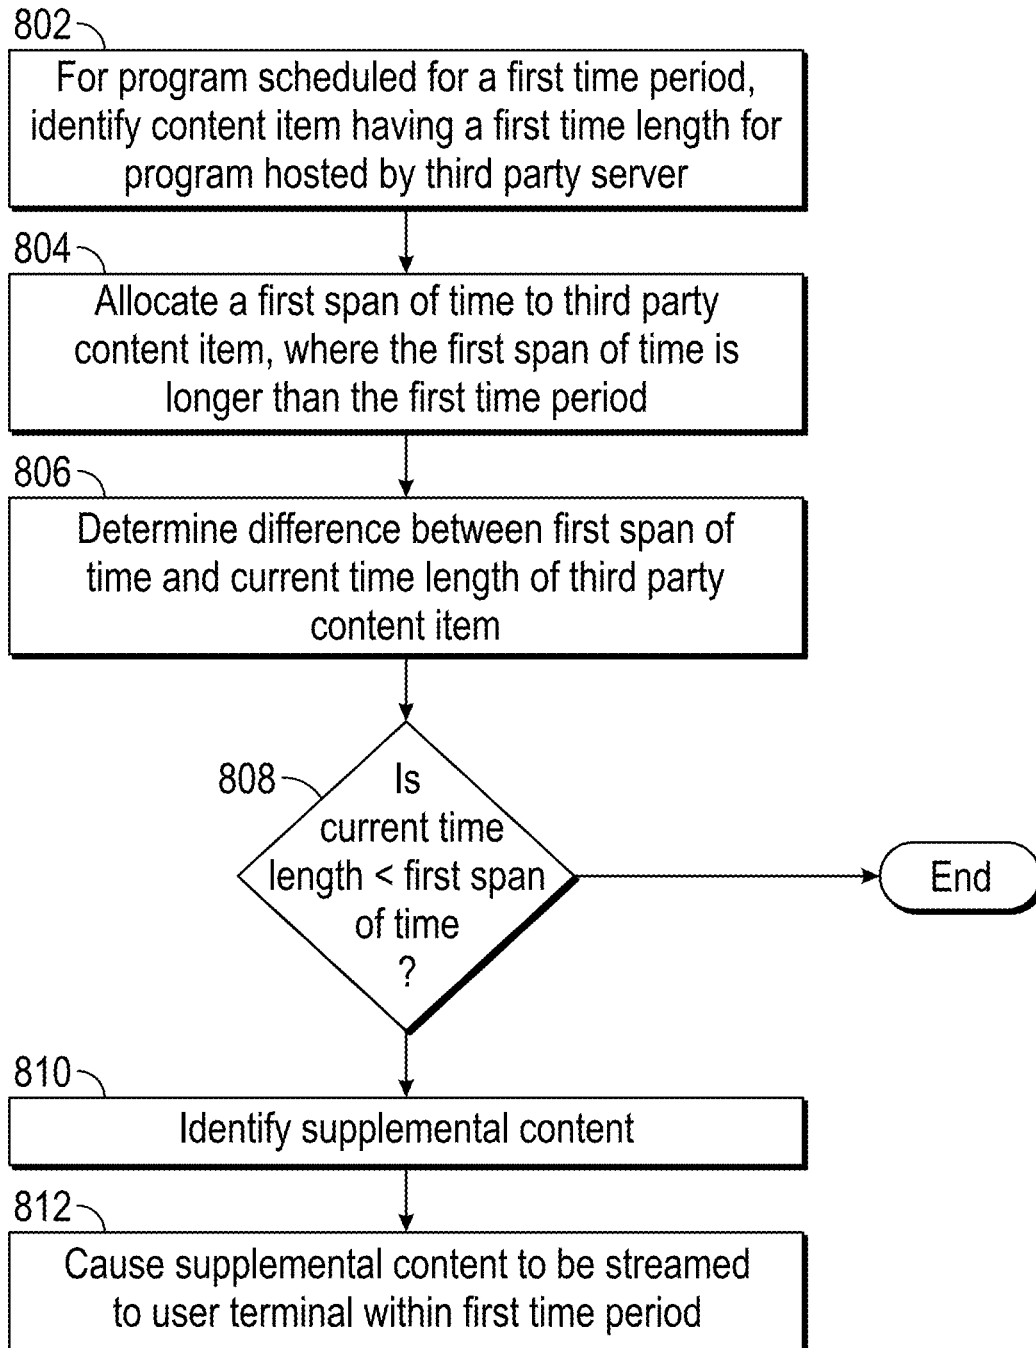 802
For program scheduled for a first time period,
identify content item having a first time length for
program hosted by third party server
804
Allocate a first span of time to third party
content item, where the first span of time is
longer than the first time period
806
Determine difference between first span of
time and current time length of third party
content item
808
Is
current time
length < first span
of time
?
End
810
Identify supplemental content
812
Cause supplemental content to be streamed
to user terminal within first time period